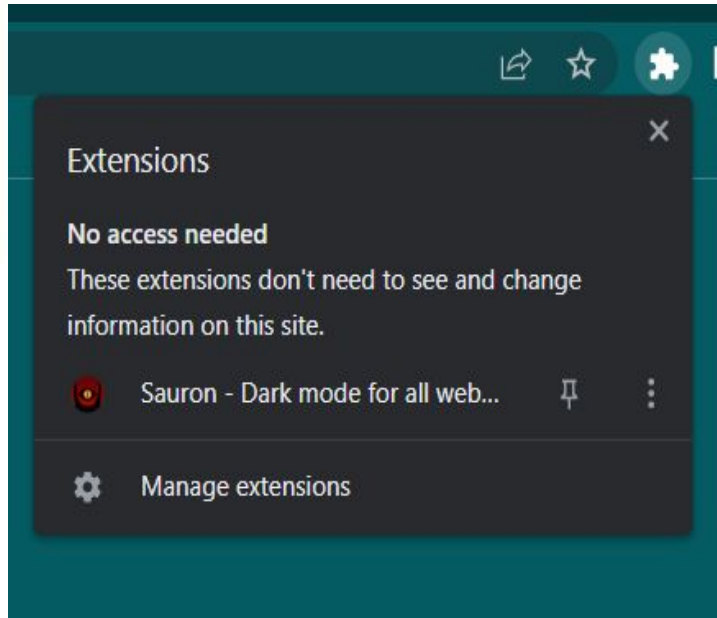 Extensions
No access needed
These extensions don't need to see and change
information on this site.
Sauron - Dark mode for all web...
Manage extensions